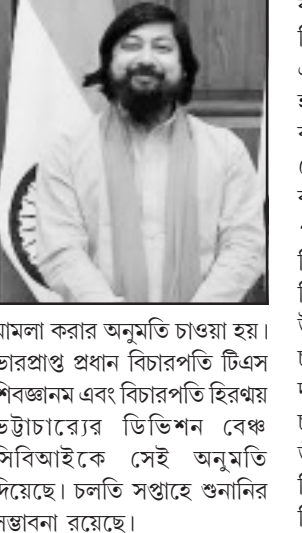 মামলা করার অনুমতি চাওয়া হয়।
ভারপ্রাপ্ত প্রধান বিচারপতি টিএস
শিবজ্ঞানম এবং বিচারপতি হিরণ্ময়
ভট্টাচার্যের ডিভিশন বেঞ্চ
সিবিআইকে সেই অনুমতি
দিয়েছে। চলতি সপ্তাহে শুনানির
সম্ভাবনা রয়েছে।